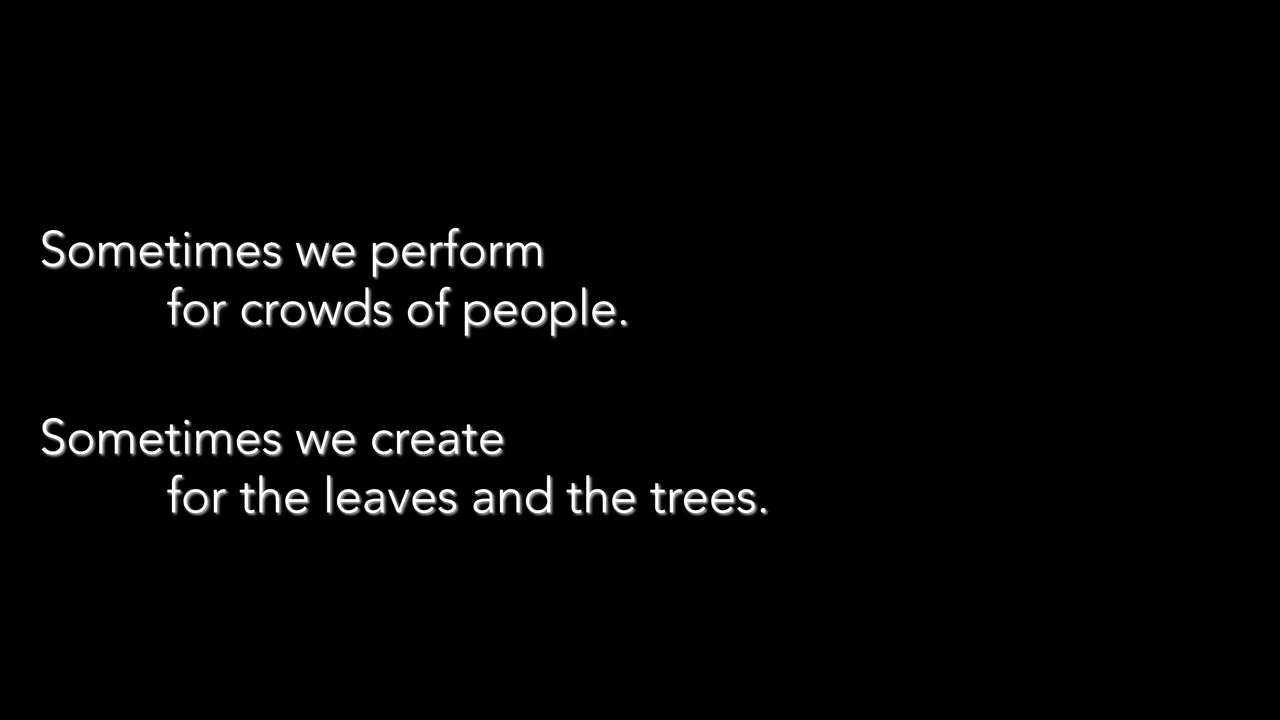 Sometimes we perform
for crowds of people.
Sometimes we create
for the leaves and the trees.